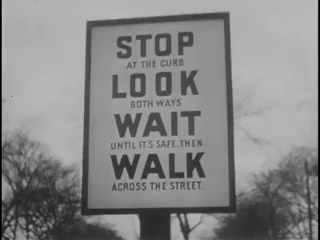 STOP
AT THE CURB
LOOK
BOTH WAYS
WAIT
UNTIL IT'S SAFE, THEN
WALK
ACROSS THE STREET.